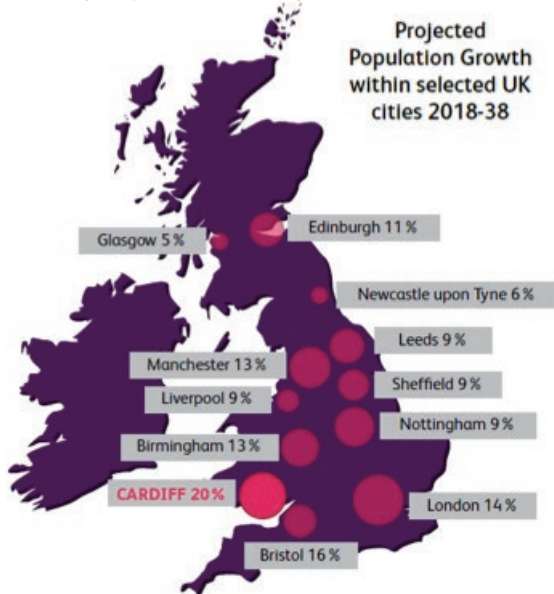 Projected
Population Growth
within selected UK
cities 2018-38
Edinburgh 11 %
Glasgow 5 %
Newcastle upon Tyne 6 %
Leeds 9 %
Manchester 13 %
Sheffield 9 %
Liverpool 9 %
Nottingham 9 %
Birmingham 13 %
CARDIFF 20 %
London 14 %
Bristol 16 %